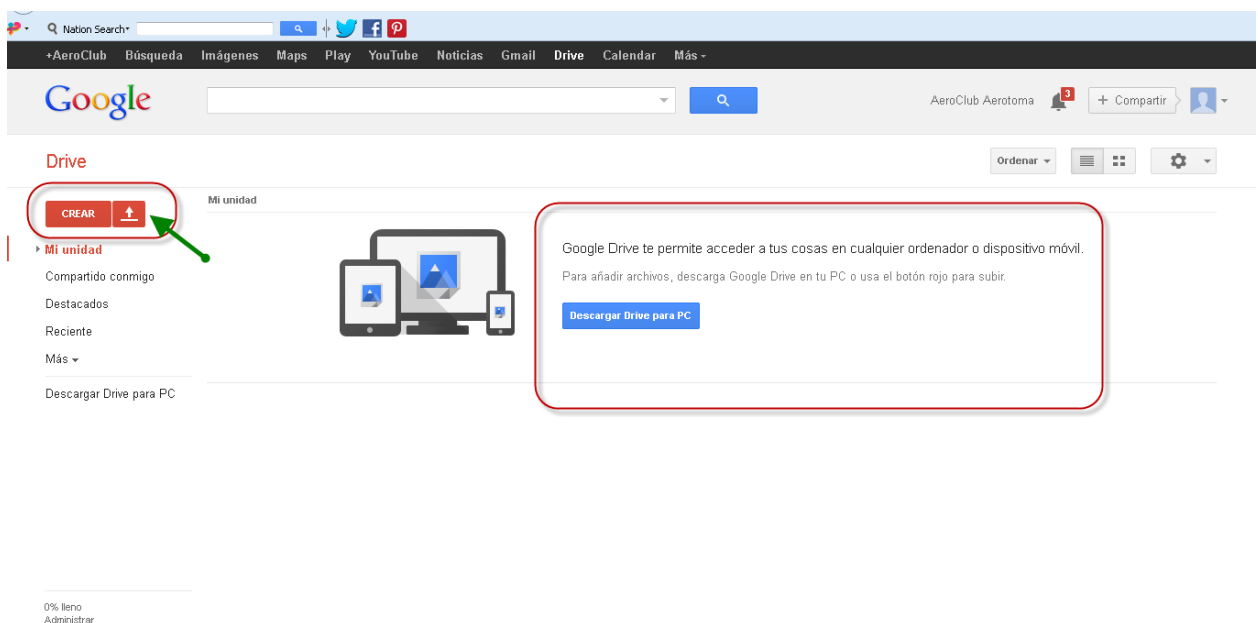 Nation Search
+AeroClub Búsqueda Imágenes Maps Play YouTube Noticias Gmail Drive Calendar Más
Google
AeroClub Aerotoma 3 + Compartir
Drive
Ordenar
CREAR
Mi unidad
Mi unidad
Compartido conmigo
Destacados
Reciente
Más
Descargar Drive para PC
Google Drive te permite acceder a tus cosas en cualquier ordenador o dispositivo móvil.
Para añadir archivos, descarga Google Drive en tu PC o usa el botón rojo para subir.
Descargar Drive para PC
0% lleno
Administrar